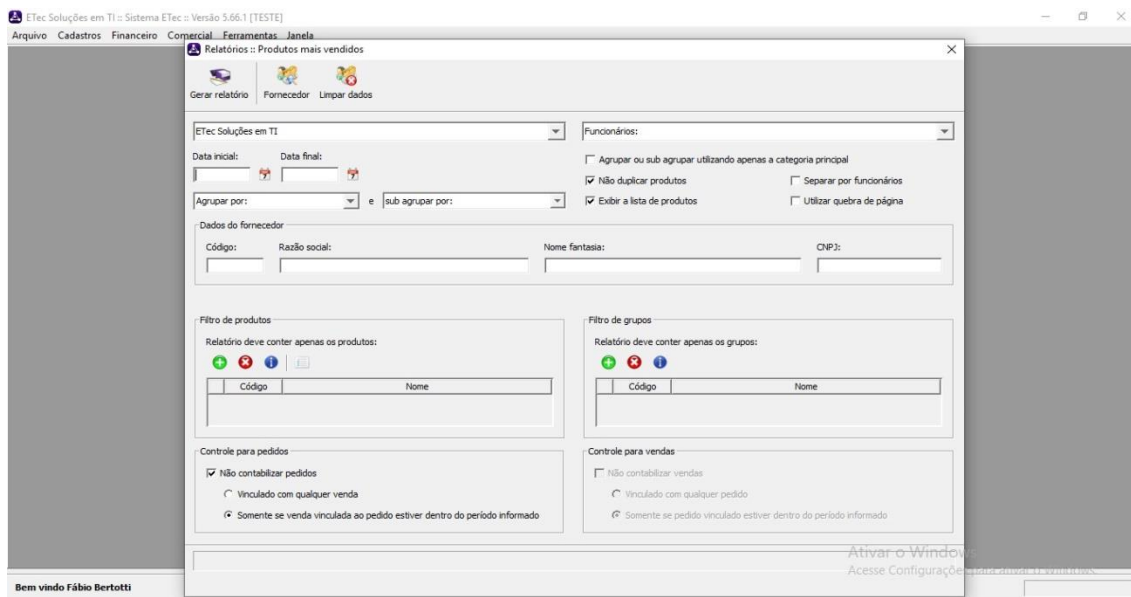 ETec Soluções em TI :: Sistema ETec :: Versão 5.66.1 [TESTE]
Arquivo Cadastros Financeiro Comercial Ferramentas Janela
Relatórios :: Produtos mais vendidos
Gerar relatório Fornecedor Limpar dados
ETec Soluções em TI Funcionários:
Data inicial: Data final:
Agrupar ou sub agrupar utilizando apenas a categoria principal
Não duplicar produtos Separar por funcionários
Agrupar por: e sub agrupar por: Exibir a lista de produtos Utilizar quebra de página
Dados do fornecedor
Código: Razão social: Nome fantasia: CNPJ:
Filtro de produtos Filtro de grupos
Relatório deve conter apenas os produtos: Relatório deve conter apenas os grupos:
Código Nome Código Nome
Controle para pedidos Controle para vendas
Não contabilizar pedidos Não contabilizar vendas
Vinculado com qualquer venda Vinculado com qualquer pedido
Somente se venda vinculada ao pedido estiver dentro do período informado Somente se pedido vinculado estiver dentro do período informado
Ativar o Windows
Acesse Configurações para ativar o Windows.
Bem vindo Fábio Bertotti